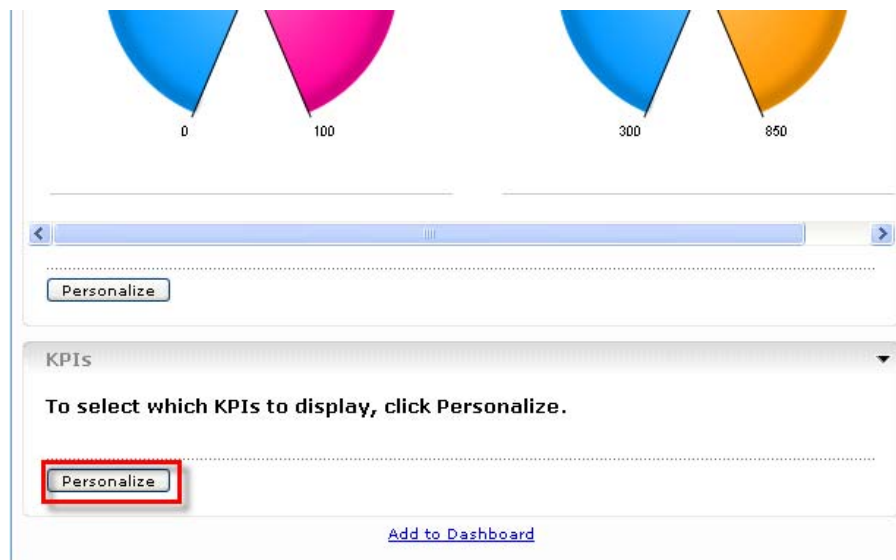 0 100 300 850
Personalize
KPIs
To select which KPIs to display, click Personalize.
Personalize
Add to Dashboard